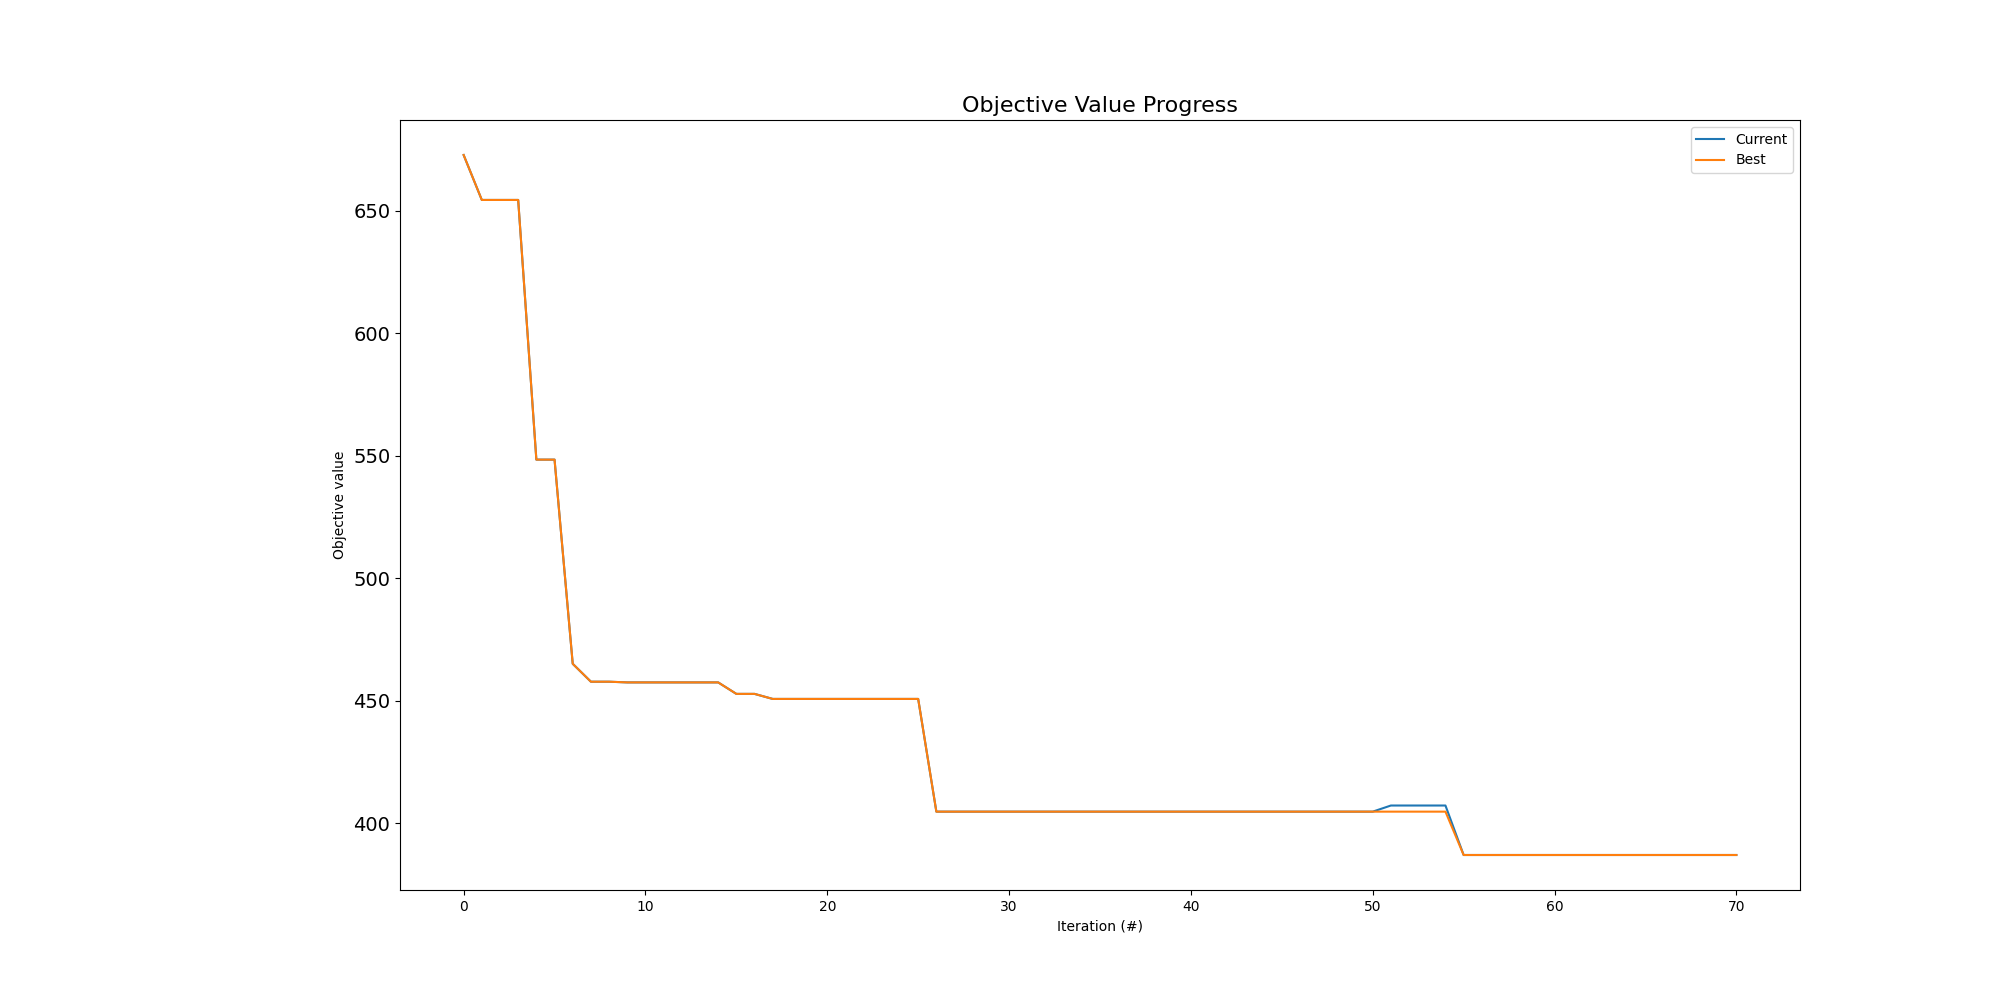 Objective Value Progress
Current
Best
650
600
550
500
450
400
Objective value
0 10 20 30 40 50 60 70
Iteration (#)